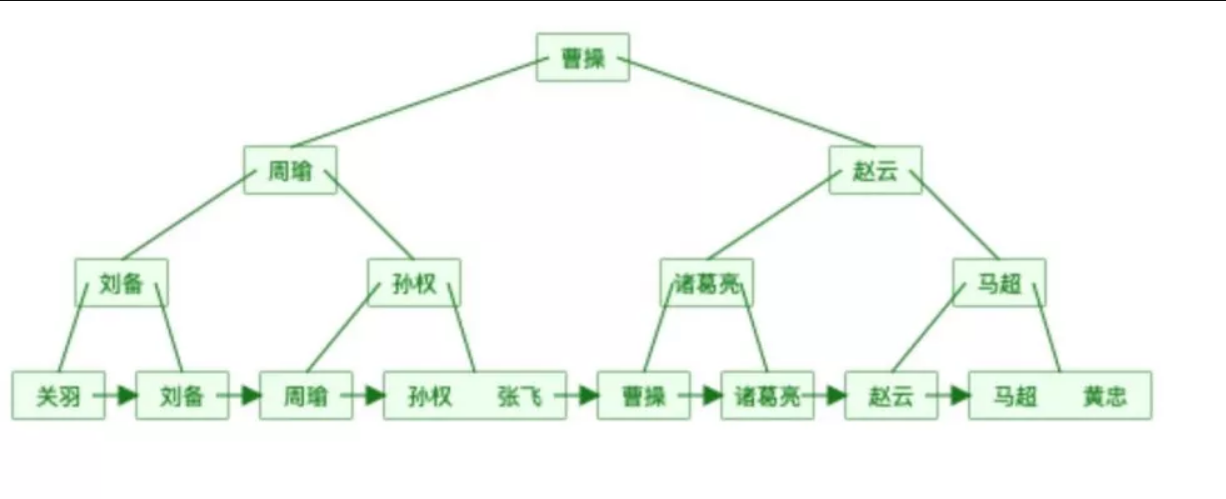 曹操
周瑜 赵云
刘备 孙权 诸葛亮 马超
关羽 刘备 周瑜 孙权 张飞 曹操 诸葛亮 赵云 马超 黄忠